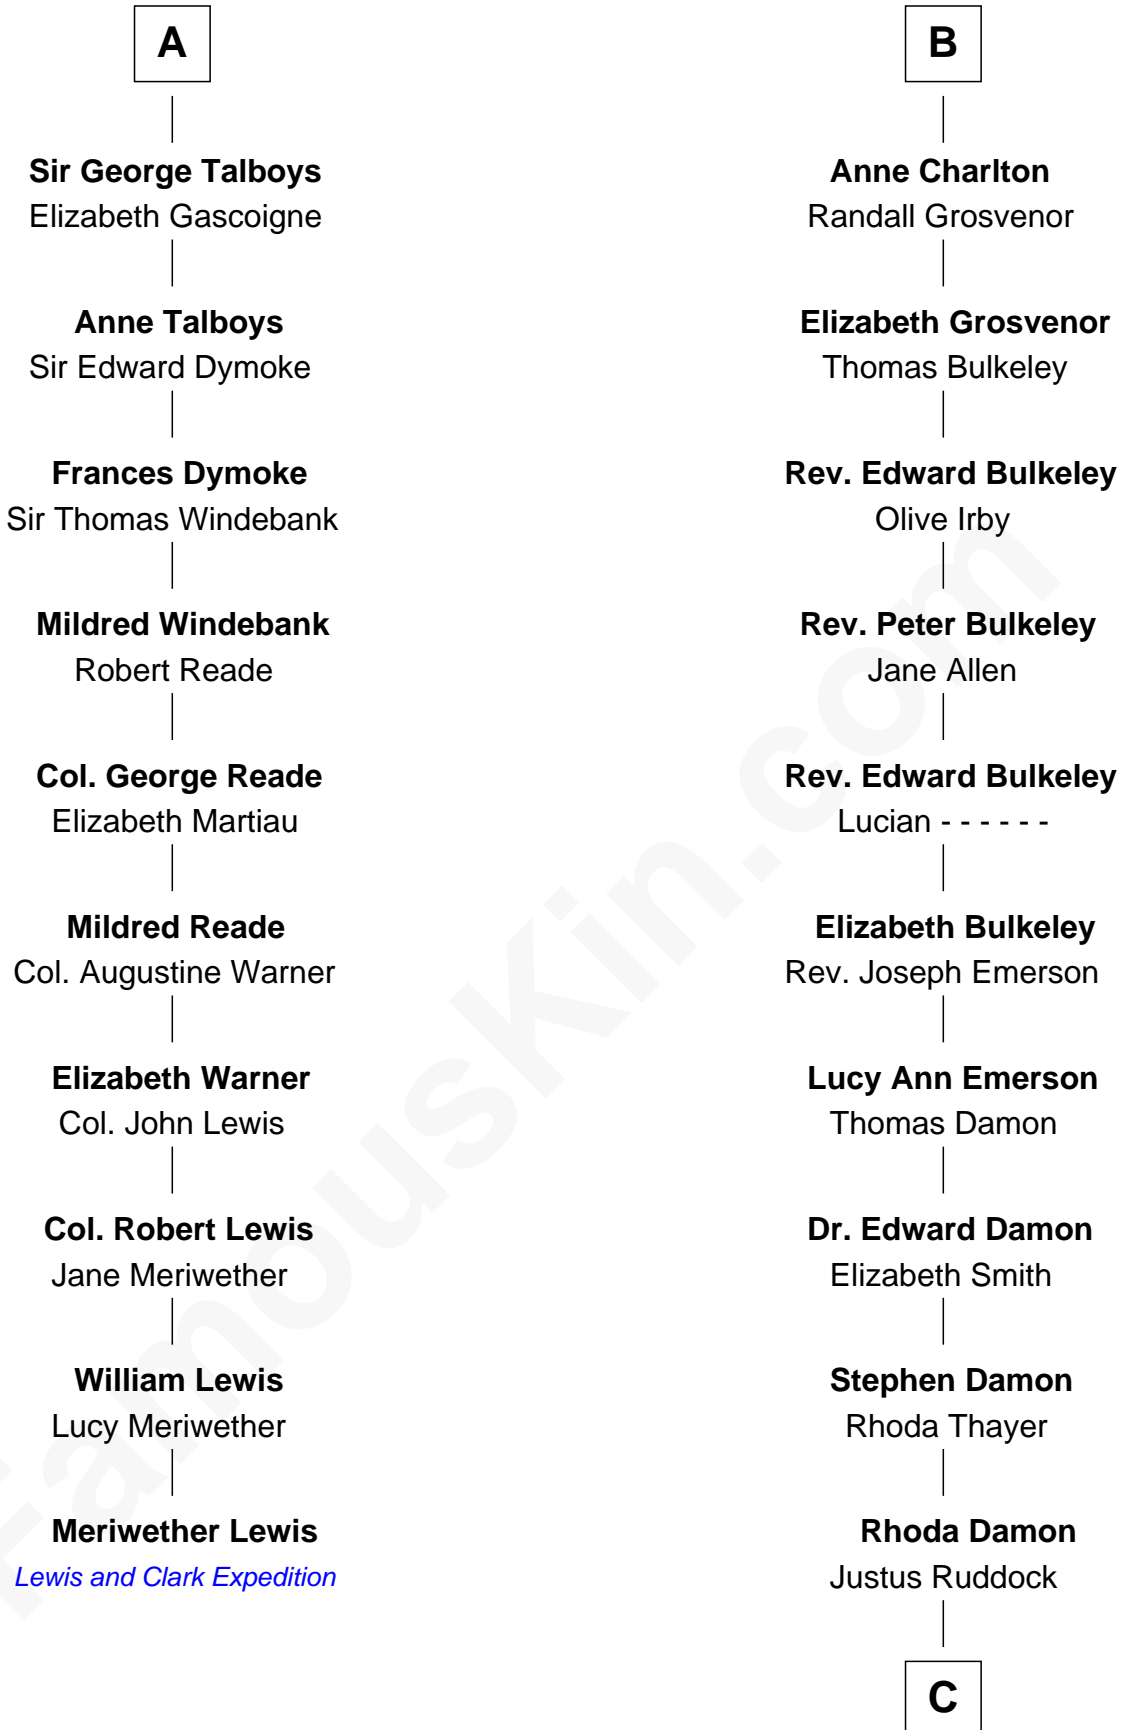 A
Sir George Talboys
Elizabeth Gascoigne
Anne Talboys
Sir Edward Dymoke
Frances Dymoke
Sir Thomas Windebank
Mildred Windebank
Robert Reade
Col. George Reade
Elizabeth Martiau
Mildred Reade
Col. Augustine Warner
Elizabeth Warner
Col. John Lewis
Col. Robert Lewis
Jane Meriwether
William Lewis
Lucy Meriwether
Meriwether Lewis
Lewis and Clark Expedition
B
Anne Charlton
Randall Grosvenor
Elizabeth Grosvenor
Thomas Bulkeley
Rev. Edward Bulkeley
Olive Irby
Rev. Peter Bulkeley
Jane Allen
Rev. Edward Bulkeley
Lucian - - - - - -
Elizabeth Bulkeley
Rev. Joseph Emerson
Lucy Ann Emerson
Thomas Damon
Dr. Edward Damon
Elizabeth Smith
Stephen Damon
Rhoda Thayer
Rhoda Damon
Justus Ruddock
C
FamousKin.com